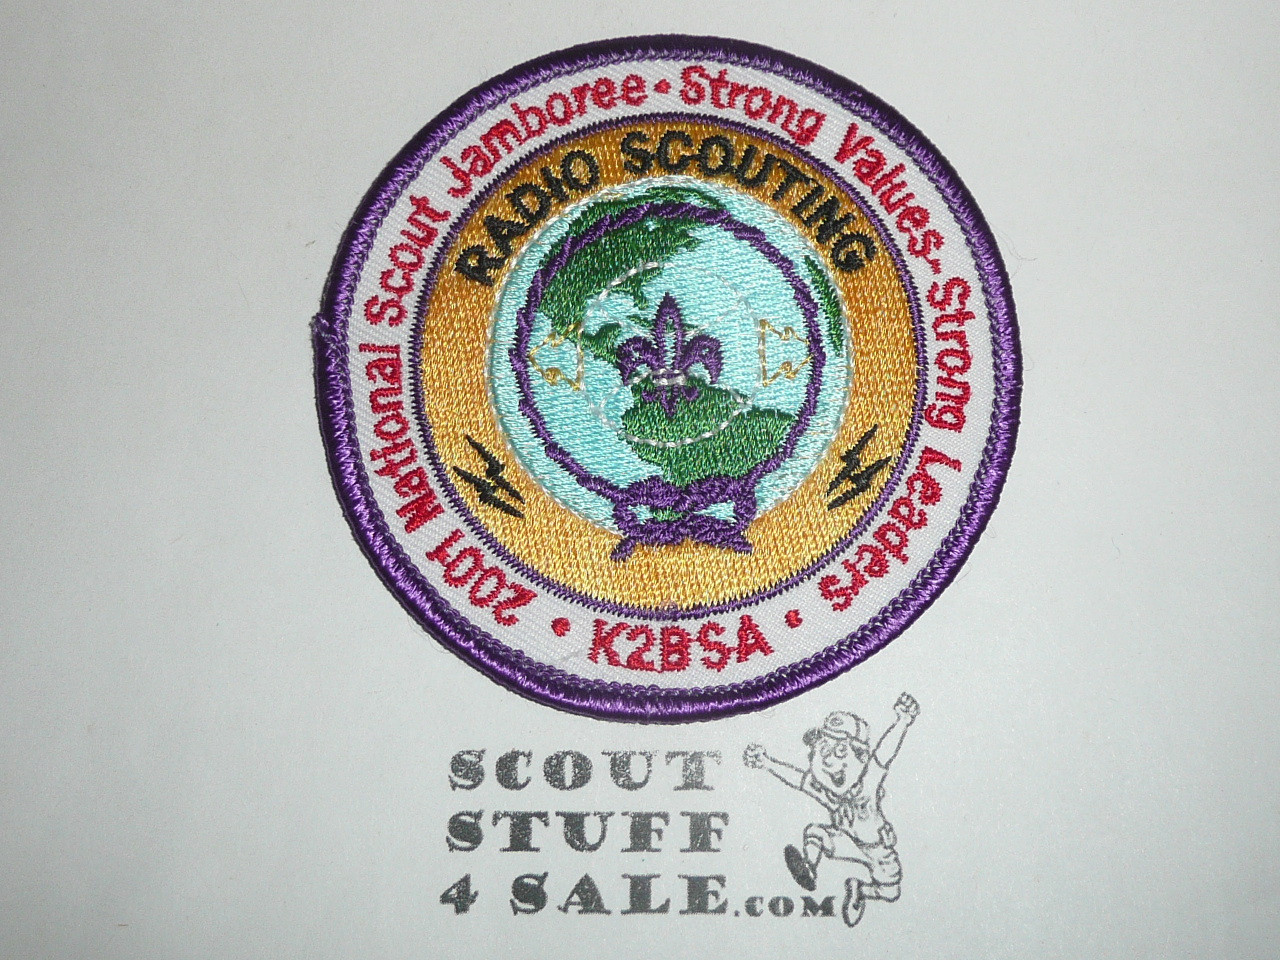 2001 National Scout Jamboree • Strong Values-Strong Leaders •
RADIO SCOUTING
• K2BSA
SCOUT
STUFF
4 SALE.COM